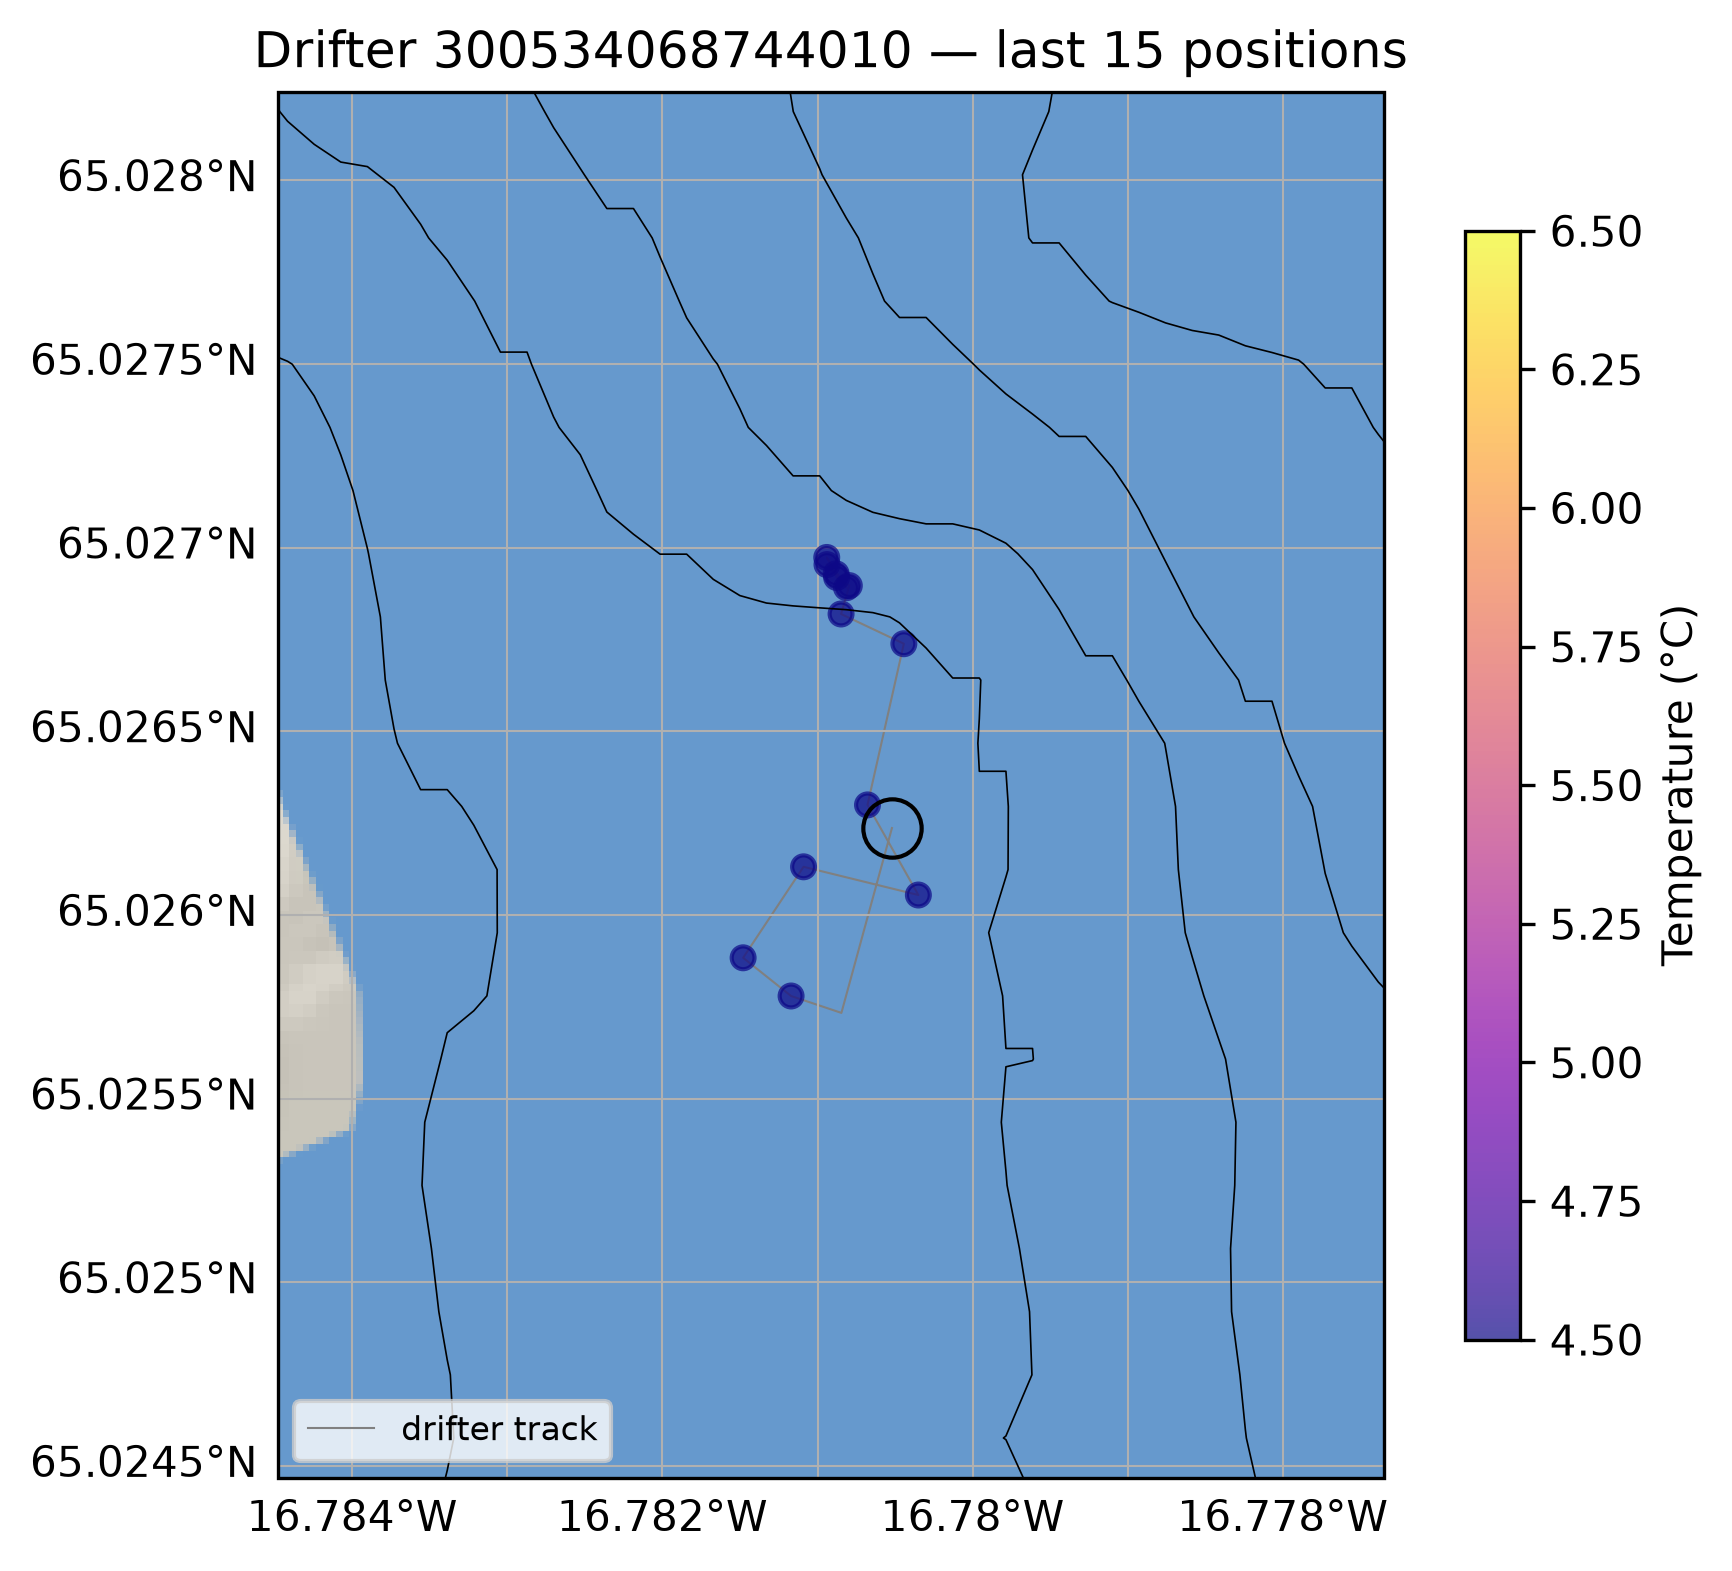 Drifter 300534068744010 — last 15 positions
65.028°N
65.0275°N
65.027°N
65.0265°N
65.026°N
65.0255°N
65.025°N
65.0245°N
16.784°W
16.782°W
16.78°W
16.778°W
drifter track
6.50
6.25
6.00
5.75
5.50
5.25
5.00
4.75
4.50
Temperature (°C)